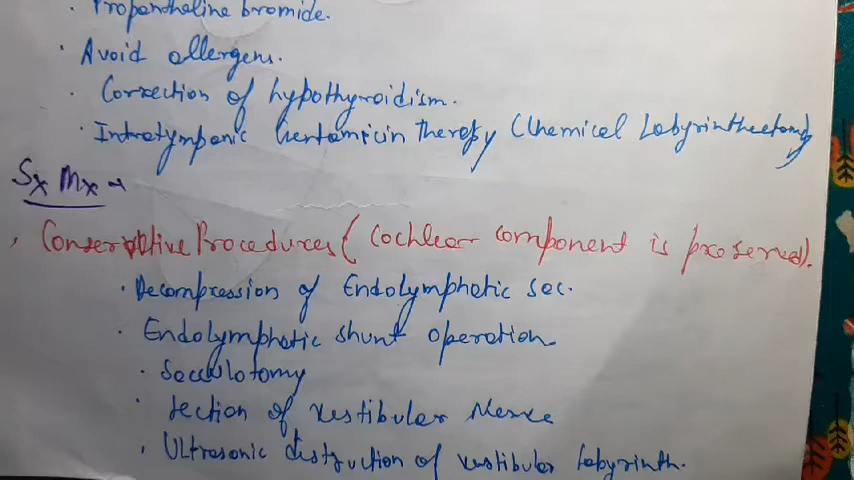 · Propantheline bromide.
· Avoid allergens.
· Correction of hypothyroidism.
· Intratympanic Gentamicin Therapy (Chemical Labyrinthectomy
Sx Mx →
, Conservative Procedures (Cochlear component is preserved).
· Decompression of Endolymphatic sac.
· Endolymphatic shunt operation
· Sacculotomy
· Section of vestibular Nerve
· Ultrasonic distruction of vestibular Labyrinth.